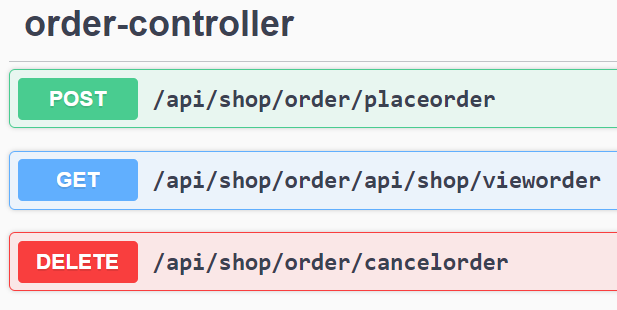 order-controller
POST /api/shop/order/placeorder
GET /api/shop/order/api/shop/vieworder
DELETE /api/shop/order/cancelorder